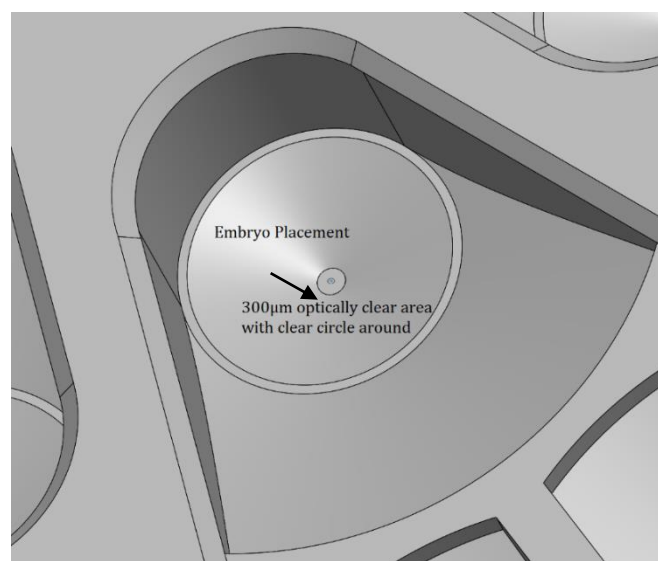 Embryo Placement
300μm optically clear area
with clear circle around